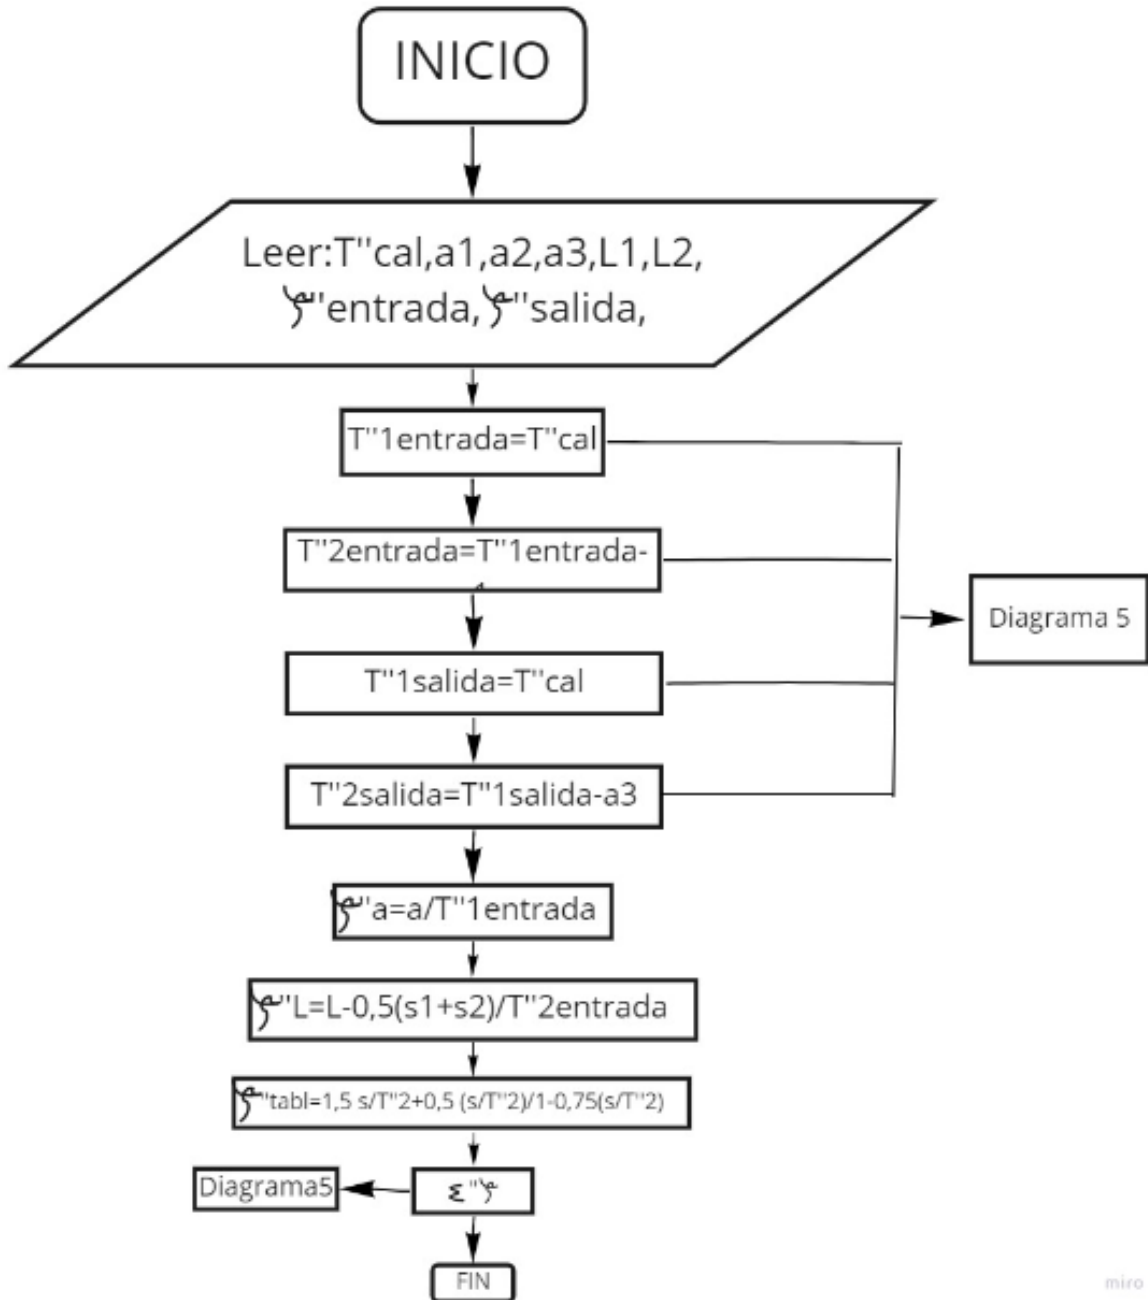 INICIO
Leer:T"cal,a1,a2,a3,L1,L2,
"entrada, "salida,
T"1entrada=T"cal
T"2entrada=T"1entrada-
Diagrama 5
T"1salida=T"cal
T"2salida=T"1salida-a3
"a=a/T"1entrada
"L=L-0,5(s1+s2)/T"2entrada
"tabl=1,5 s/T"2+0,5 (s/T"2)/1-0,75(s/T"2)
Diagrama5
FIN
miro